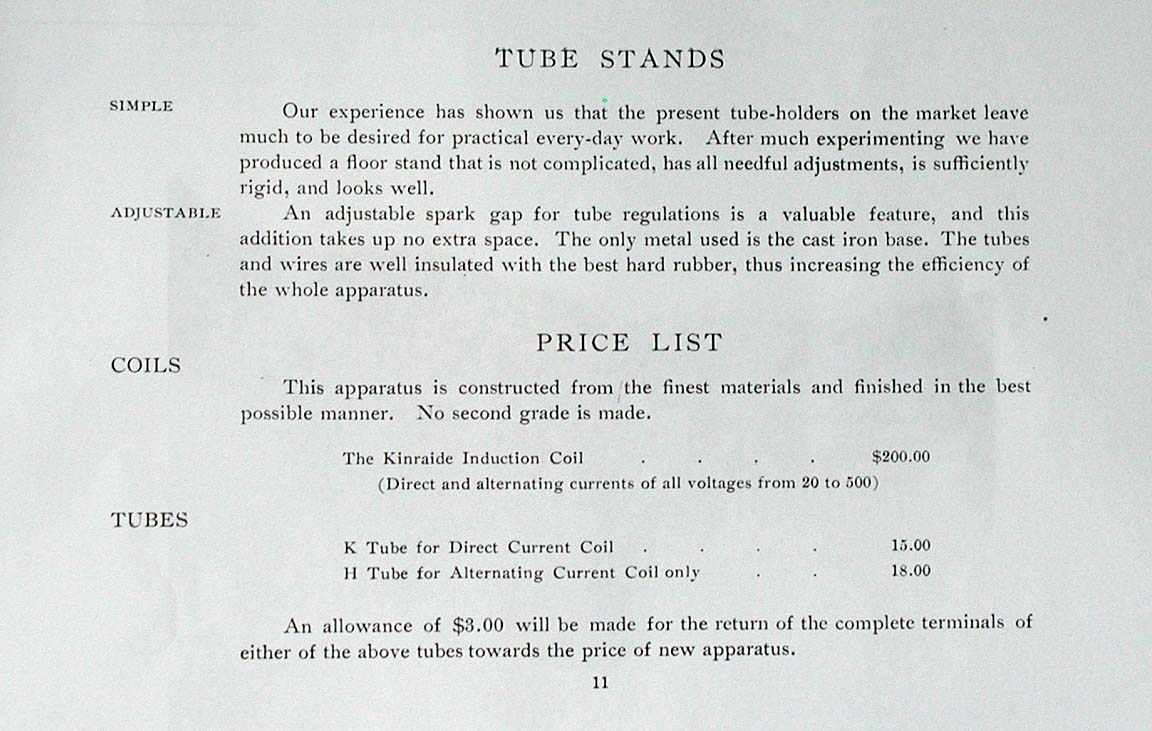 TUBE STANDS
SIMPLE
Our experience has shown us that the present tube-holders on the market leave
much to be desired for practical every-day work. After much experimenting we have
produced a floor stand that is not complicated, has all needful adjustments, is sufficiently
rigid, and looks well.
ADJUSTABLE
An adjustable spark gap for tube regulations is a valuable feature, and this
addition takes up no extra space. The only metal used is the cast iron base. The tubes
and wires are well insulated with the best hard rubber, thus increasing the efficiency of
the whole apparatus.
PRICE LIST
COILS
This apparatus is constructed from the finest materials and finished in the best
possible manner. No second grade is made.
The Kinraide Induction Coil . . . . $200.00
(Direct and alternating currents of all voltages from 20 to 500)
TUBES
K Tube for Direct Current Coil . . . . 15.00
H Tube for Alternating Current Coil only . . 18.00
An allowance of $3.00 will be made for the return of the complete terminals of
either of the above tubes towards the price of new apparatus.
11